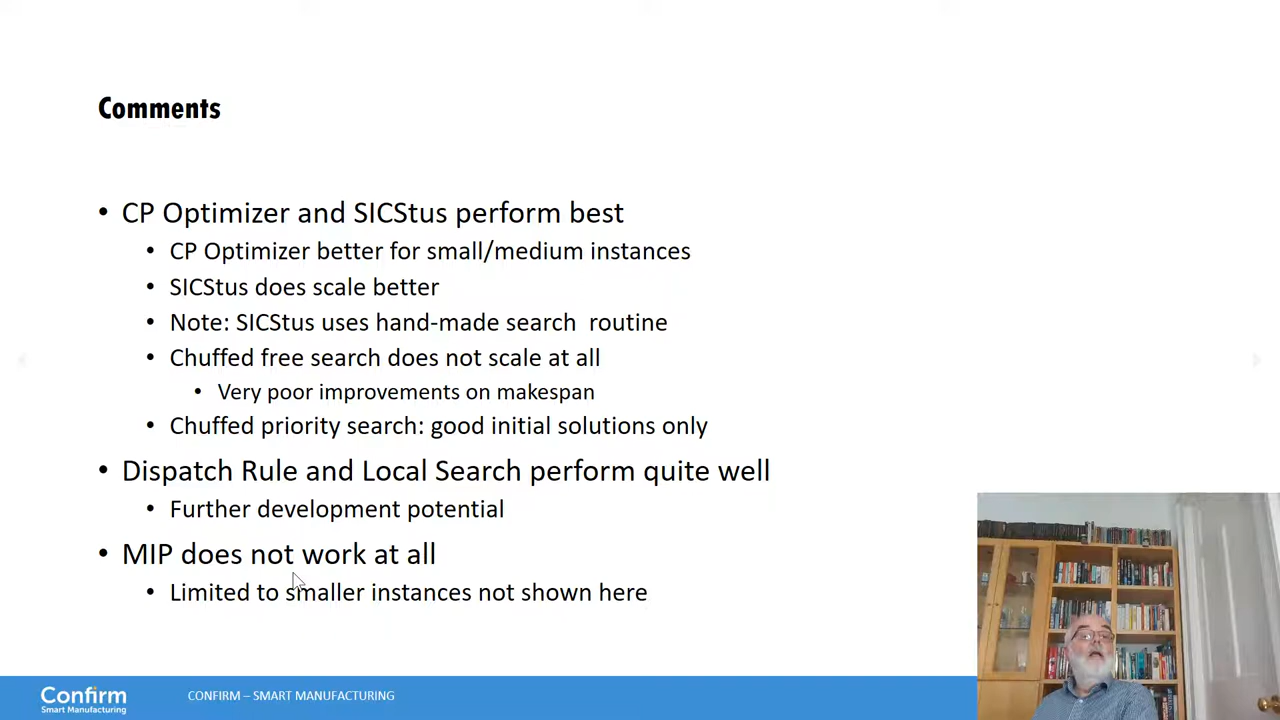 Comments
• CP Optimizer and SICStus perform best
• CP Optimizer better for small/medium instances
• SICStus does scale better
• Note: SICStus uses hand-made search routine
• Chuffed free search does not scale at all
• Very poor improvements on makespan
• Chuffed priority search: good initial solutions only
• Dispatch Rule and Local Search perform quite well
• Further development potential
• MIP does not work at all
• Limited to smaller instances not shown here
Confirm
Smart Manufacturing
CONFIRM – SMART MANUFACTURING